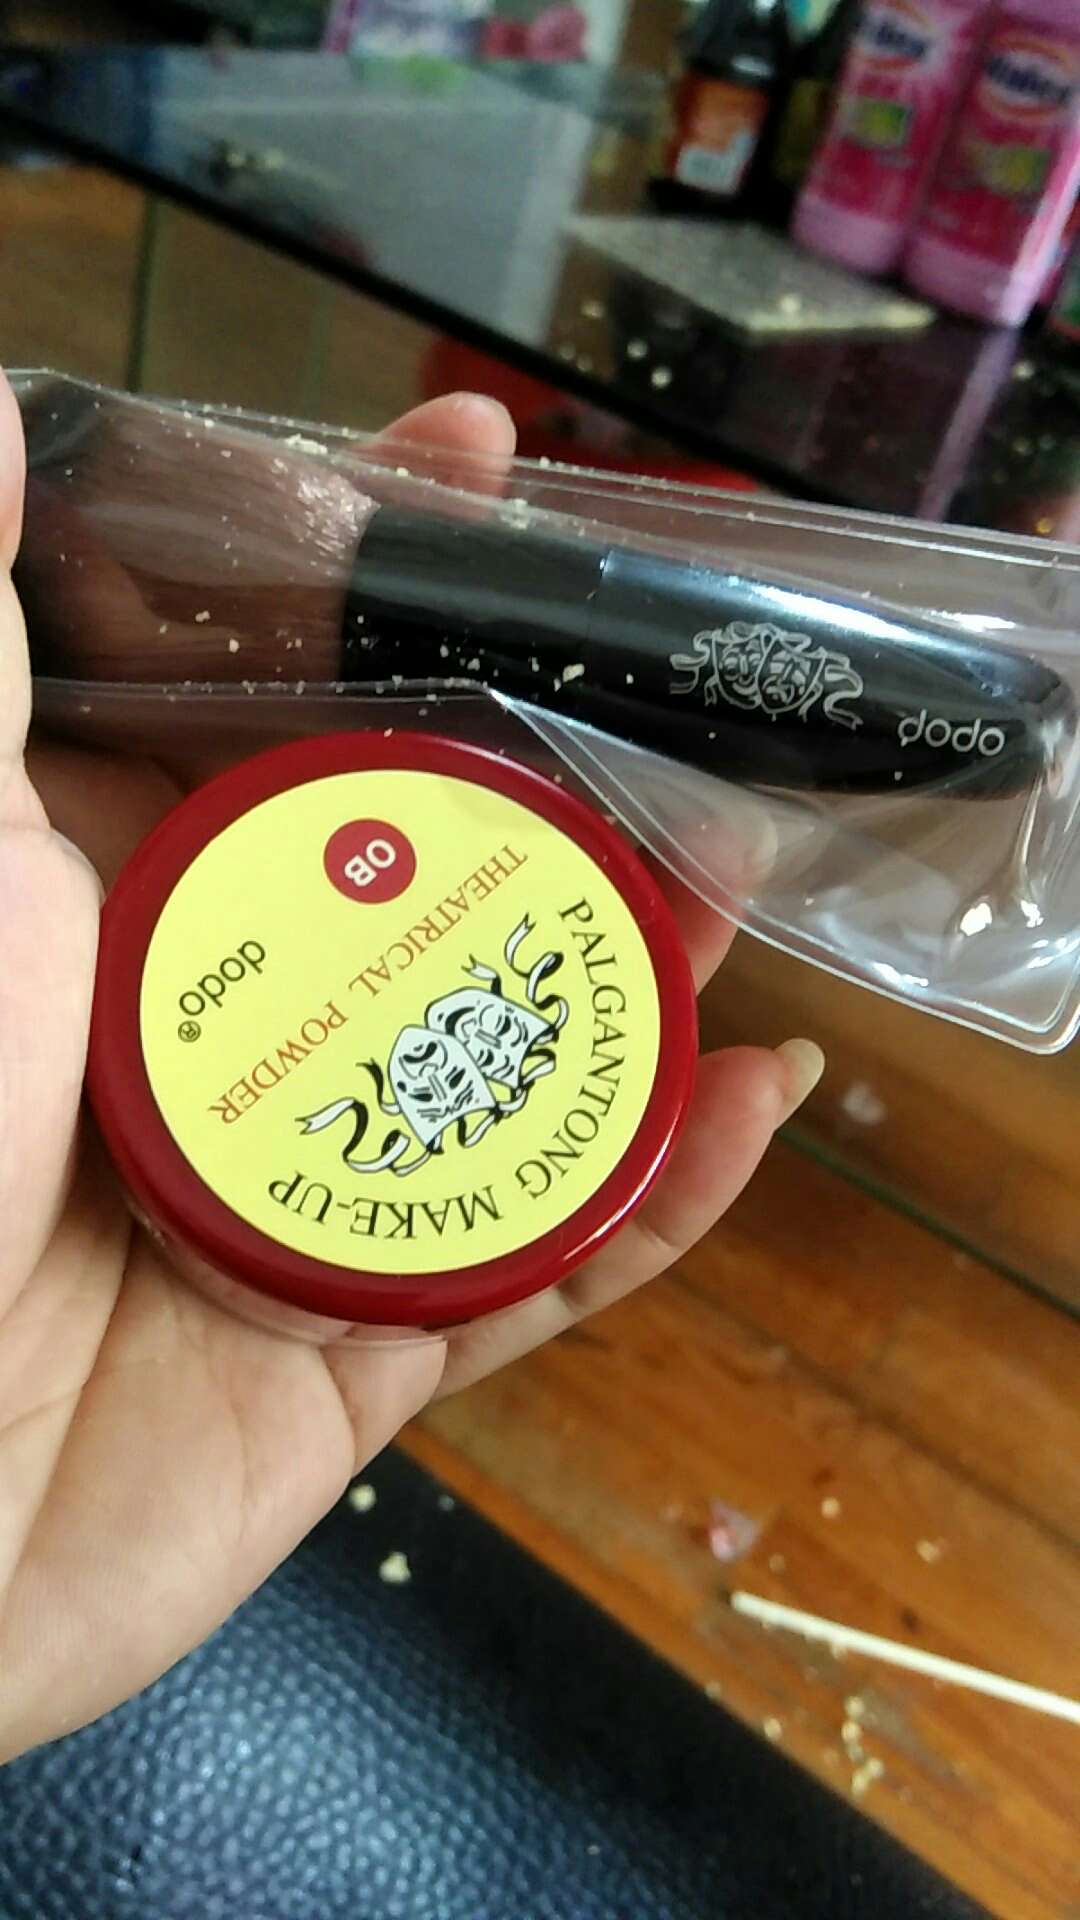 PALGANTONG MAKE-UP
THEATRICAL POWDER
OB
dodo®
dodo